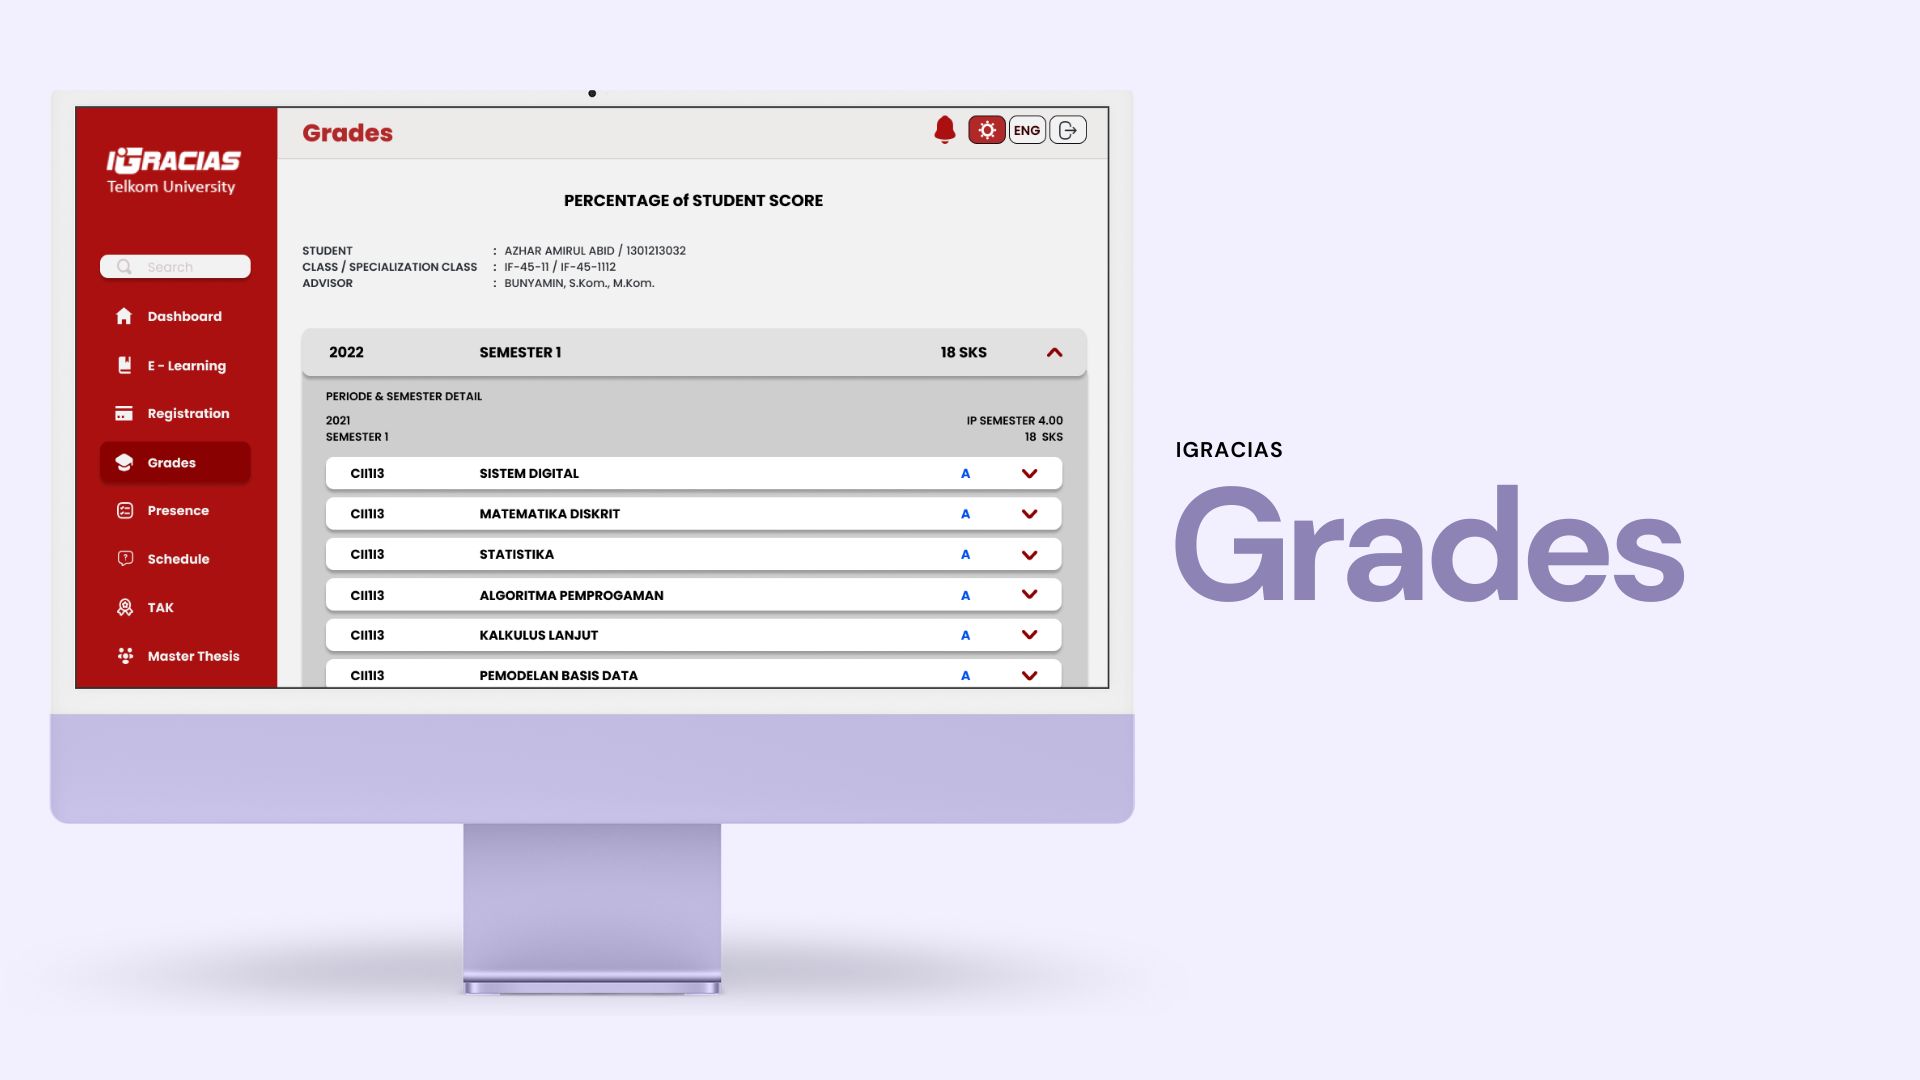 IGRACIAS
Telkom University
Search
Dashboard
E - Learning
Registration
Grades
Presence
Schedule
TAK
Master Thesis
Grades
ENG
PERCENTAGE of STUDENT SCORE
STUDENT : AZHAR AMIRUL ABID / 1301213032
CLASS / SPECIALIZATION CLASS : IF-45-11 / IF-45-1112
ADVISOR : BUNYAMIN, S.Kom., M.Kom.
2022 SEMESTER 1 18 SKS
PERIODE & SEMESTER DETAIL
2021 IP SEMESTER 4.00
SEMESTER 1 18 SKS
CII1I3 SISTEM DIGITAL A
CII1I3 MATEMATIKA DISKRIT A
CII1I3 STATISTIKA A
CII1I3 ALGORITMA PEMPROGAMAN A
CII1I3 KALKULUS LANJUT A
CII1I3 PEMODELAN BASIS DATA A
IGRACIAS
Grades